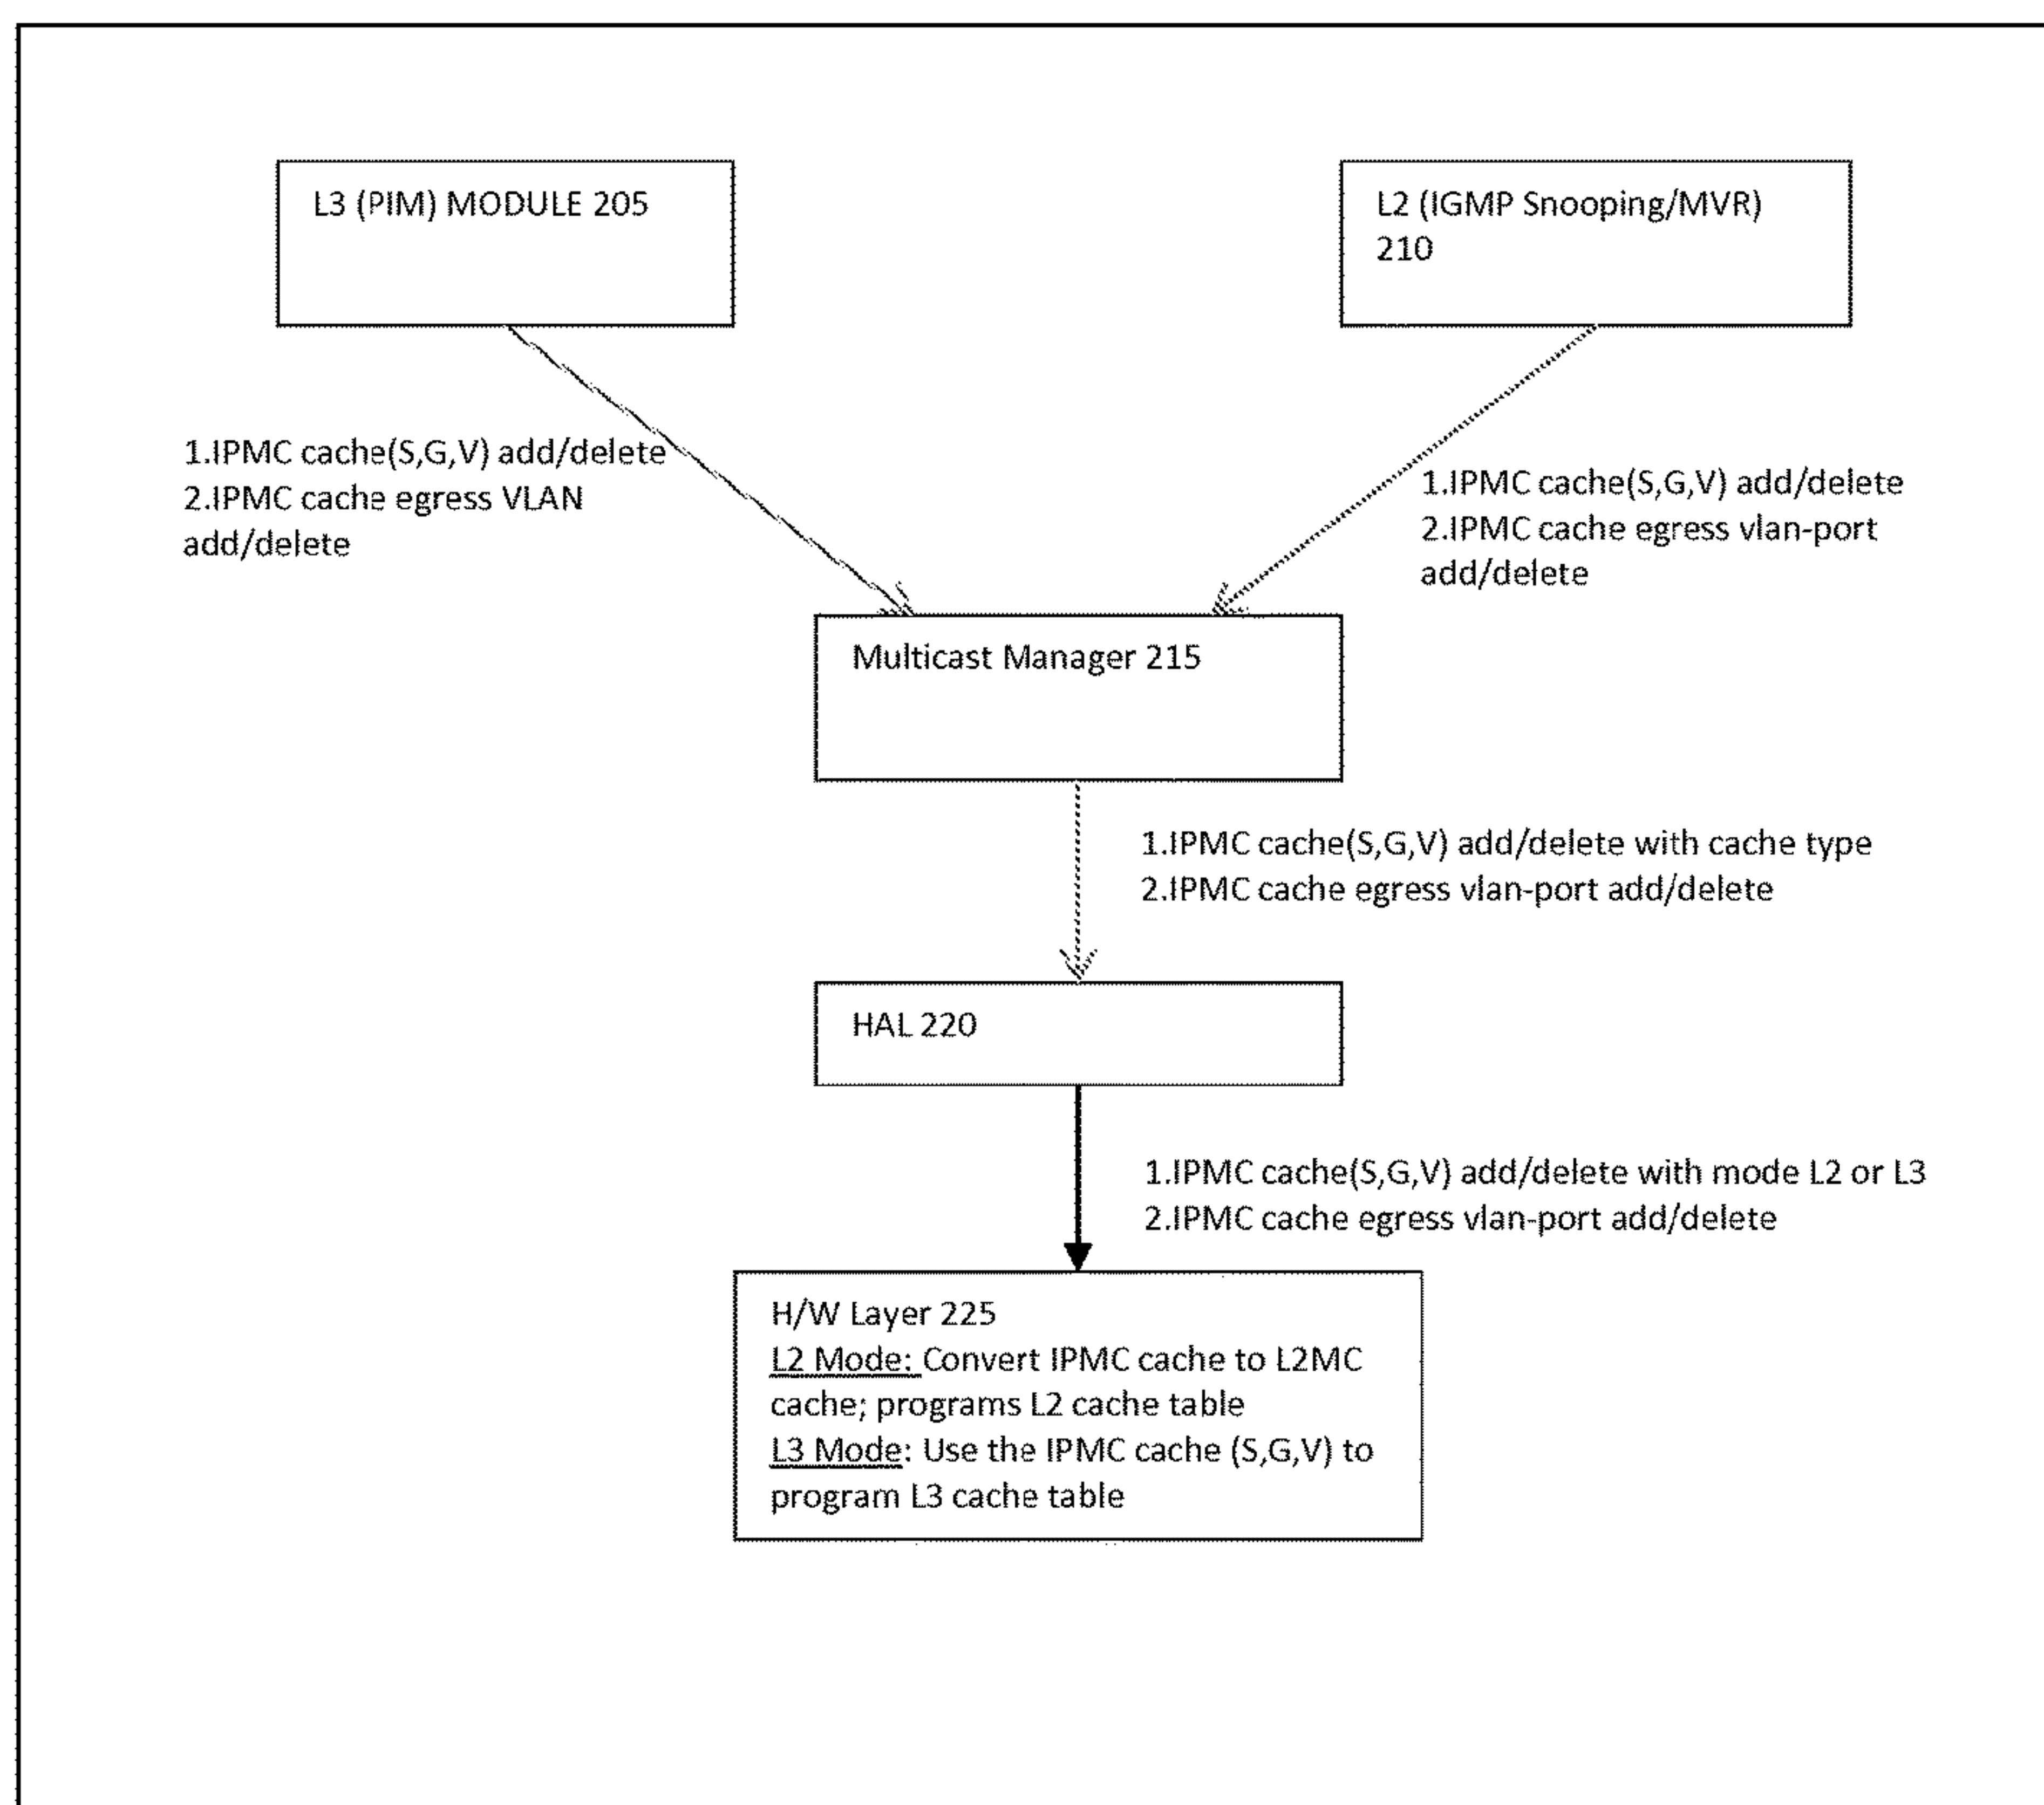 L3 (PIM) MODULE 205
L2 (IGMP Snooping/MVR)
210
1.IPMC cache(S,G,V) add/delete
2.IPMC cache egress VLAN
add/delete
1.IPMC cache(S,G,V) add/delete
2.IPMC cache egress vlan-port
add/delete
Multicast Manager 215
1.IPMC cache(S,G,V) add/delete with cache type
2.IPMC cache egress vlan-port add/delete
HAL 220
1.IPMC cache(S,G,V) add/delete with mode L2 or L3
2.IPMC cache egress vlan-port add/delete
H/W Layer 225
L2 Mode: Convert IPMC cache to L2MC
cache; programs L2 cache table
L3 Mode: Use the IPMC cache (S,G,V) to
program L3 cache table